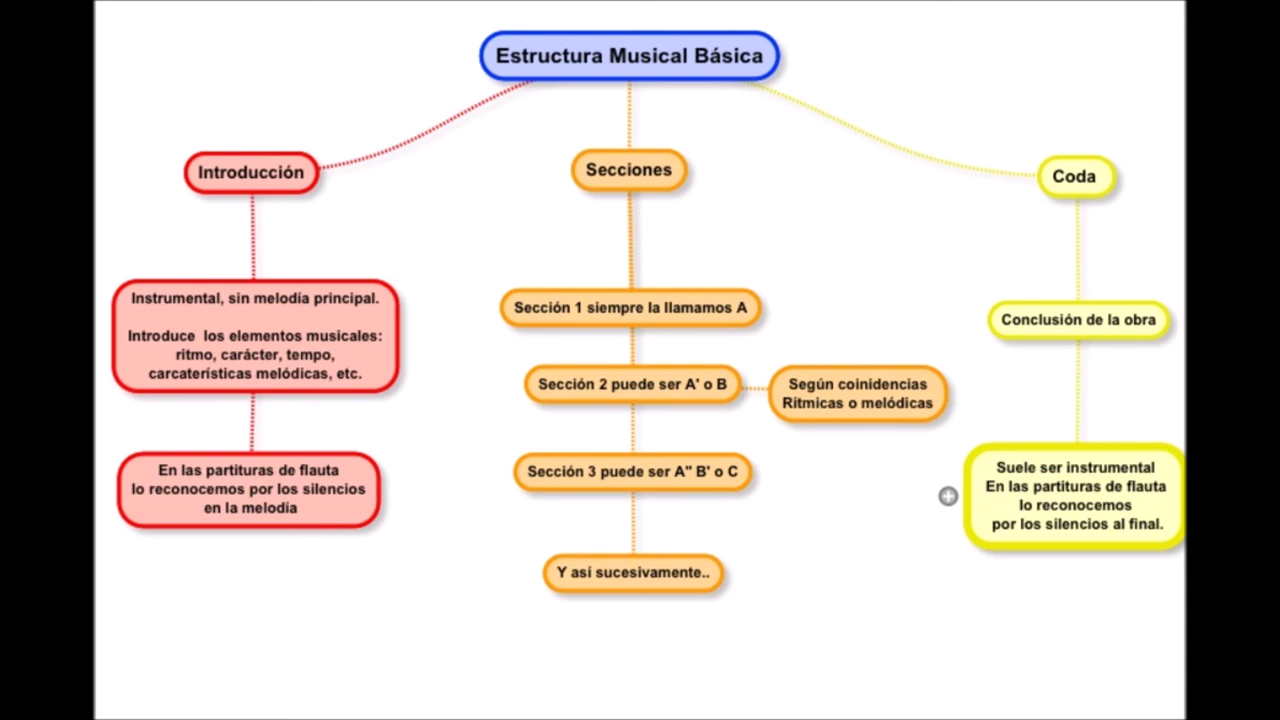 Estructura Musical Básica
Introducción
Secciones
Coda
Instrumental, sin melodía principal.
Introduce los elementos musicales:
ritmo, carácter, tempo,
carcaterísticas melódicas, etc.
En las partituras de flauta
lo reconocemos por los silencios
en la melodía
Sección 1 siempre la llamamos A
Sección 2 puede ser A' o B
Según coinidencias
Rítmicas o melódicas
Sección 3 puede ser A" B' o C
Y así sucesivamente..
Conclusión de la obra
Suele ser instrumental
En las partituras de flauta
lo reconocemos
por los silencios al final.